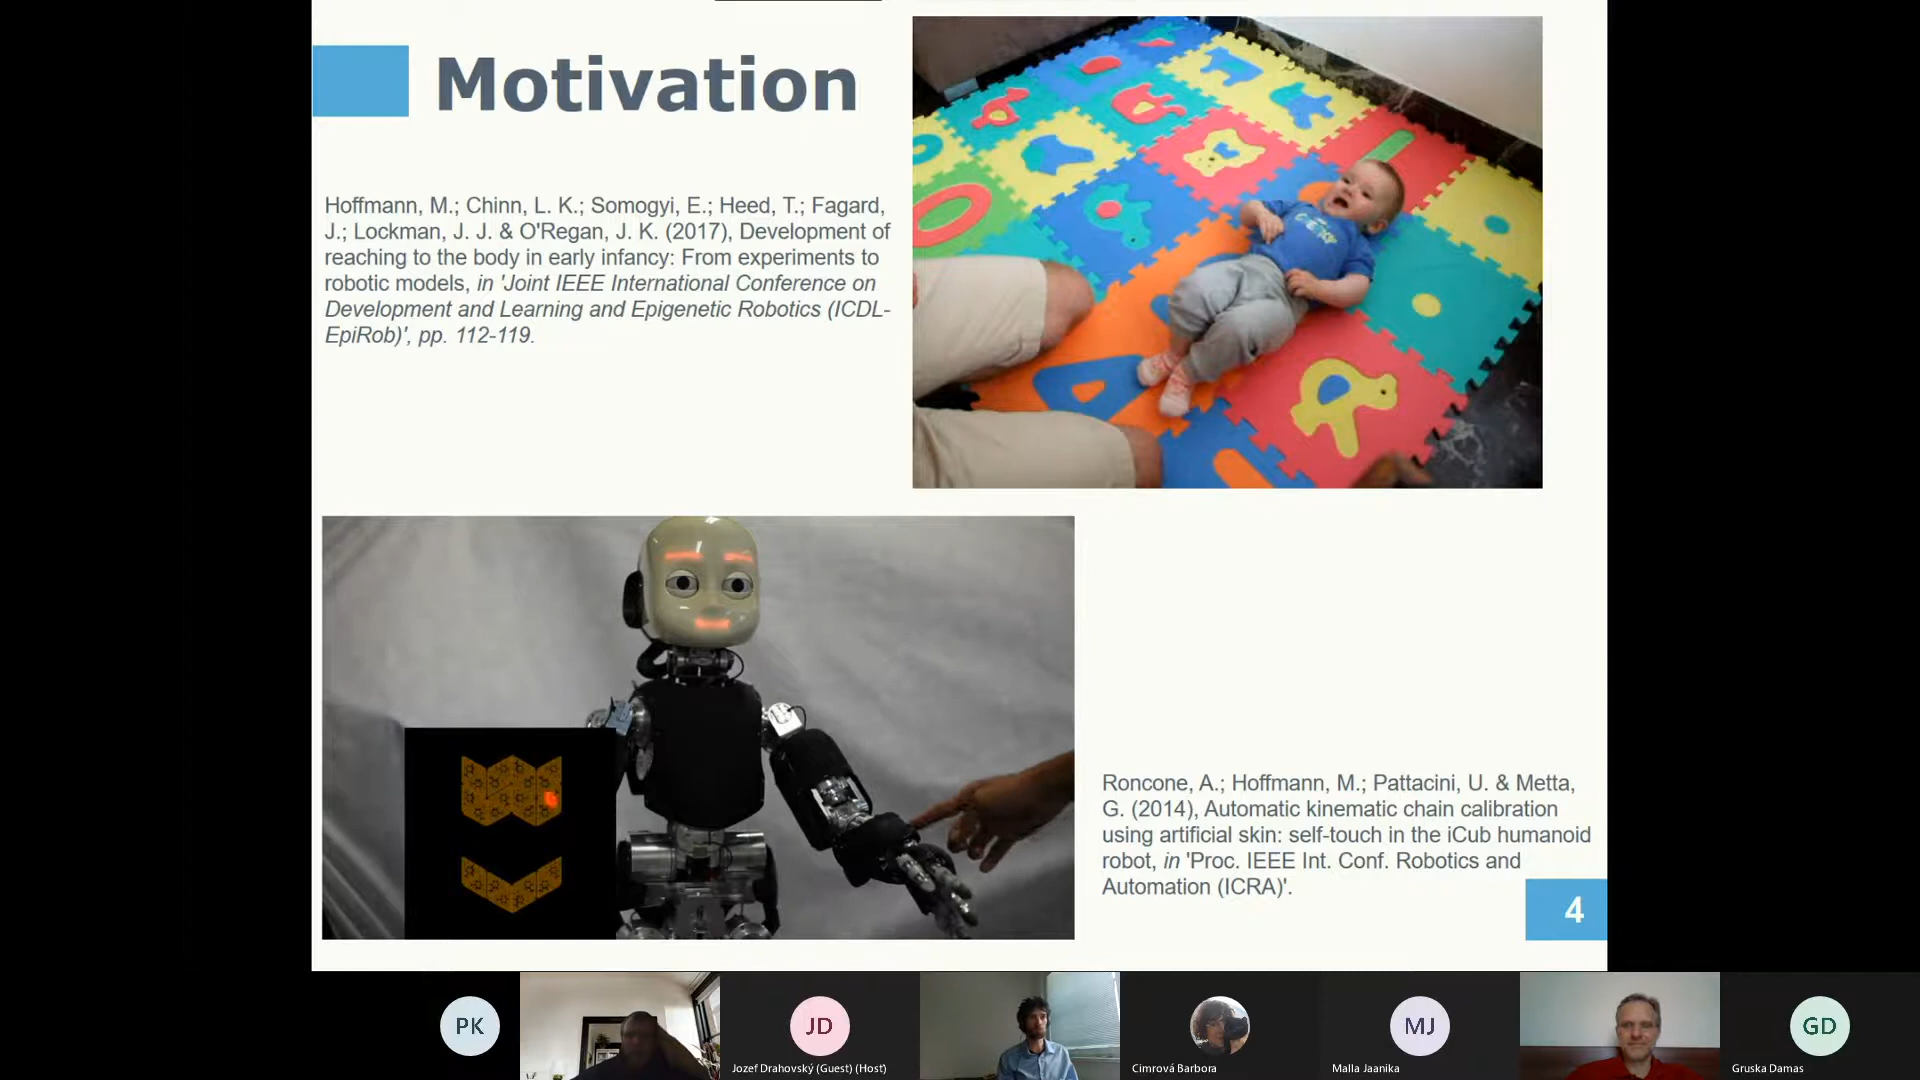 Motivation
Hoffmann, M.; Chinn, L. K.; Somogyi, E.; Heed, T.; Fagard,
J.; Lockman, J. J. & O'Regan, J. K. (2017), Development of
reaching to the body in early infancy: From experiments to
robotic models, in 'Joint IEEE International Conference on
Development and Learning and Epigenetic Robotics (ICDL-
EpiRob)', pp. 112-119.
Roncone, A.; Hoffmann, M.; Pattacini, U. & Metta,
G. (2014), Automatic kinematic chain calibration
using artificial skin: self-touch in the iCub humanoid
robot, in 'Proc. IEEE Int. Conf. Robotics and
Automation (ICRA)'.
4
PK
JD
MJ
GD
Jozef Drahovský (Guest) (Host)
Cimrová Barbora
Malla Jaanika
Gruska Damas